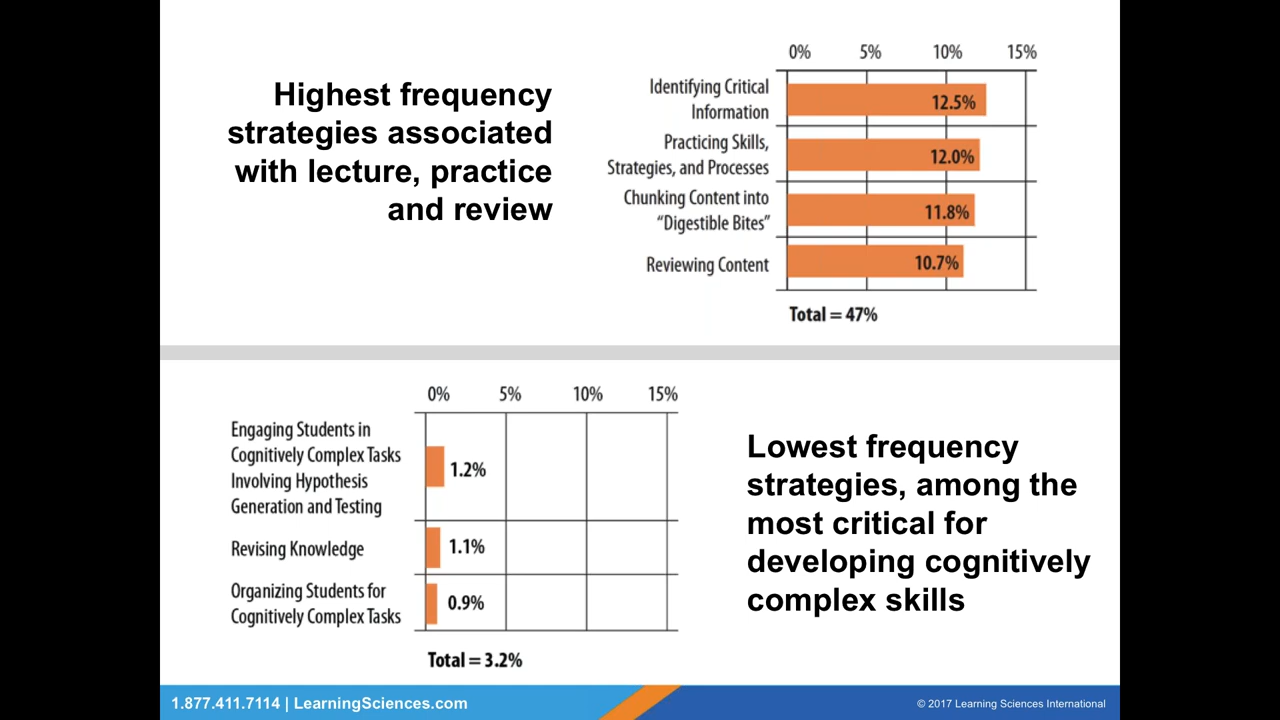 Highest frequency
strategies associated
with lecture, practice
and review
0% 5% 10% 15%
Identifying Critical
Information
12.5%
Practicing Skills,
Strategies, and Processes
12.0%
Chunking Content into
“Digestible Bites”
11.8%
Reviewing Content
10.7%
Total = 47%
0% 5% 10% 15%
Engaging Students in
Cognitively Complex Tasks
Involving Hypothesis
Generation and Testing
1.2%
Revising Knowledge
1.1%
Organizing Students for
Cognitively Complex Tasks
0.9%
Total = 3.2%
Lowest frequency
strategies, among the
most critical for
developing cognitively
complex skills
1.877.411.7114 | LearningSciences.com
© 2017 Learning Sciences International